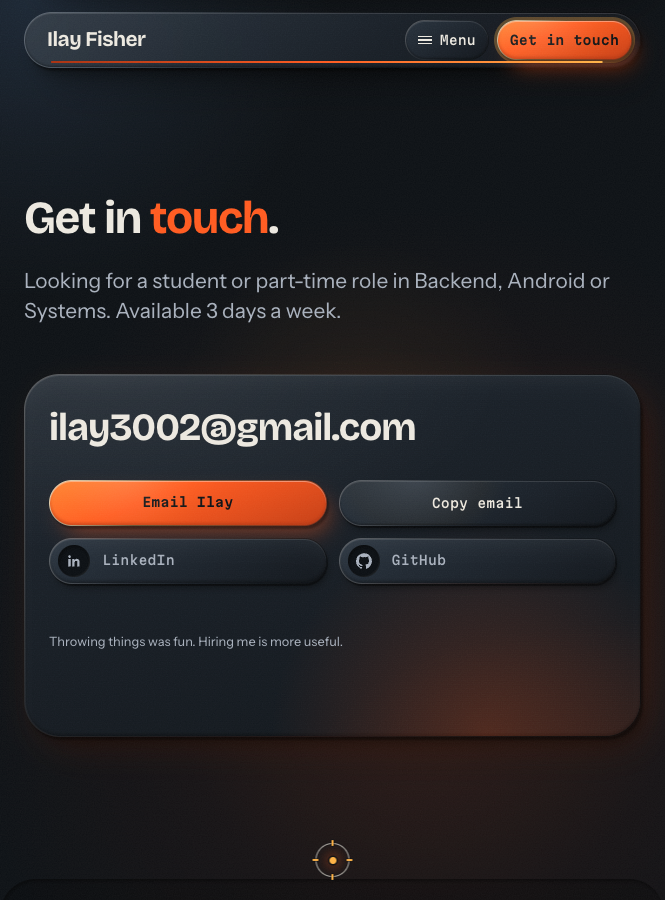 Ilay Fisher
Menu
Get in touch
Get in touch.
Looking for a student or part-time role in Backend, Android or
Systems. Available 3 days a week.
ilay3002@gmail.com
Email Ilay
Copy email
in LinkedIn
GitHub
Throwing things was fun. Hiring me is more useful.